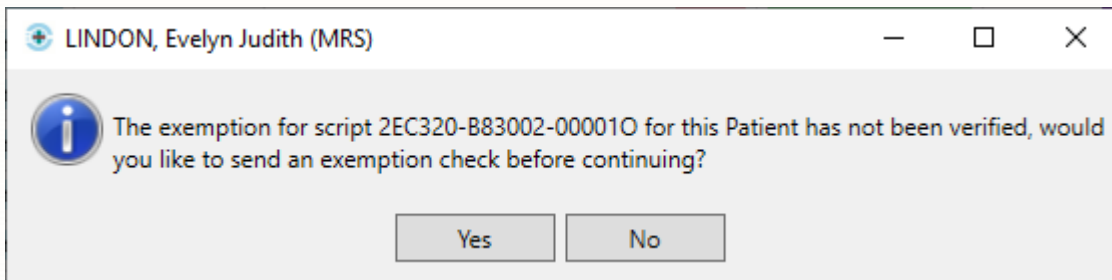 LINDON, Evelyn Judith (MRS)
The exemption for script 2EC320-B83002-00001O for this Patient has not been verified, would
you like to send an exemption check before continuing?
Yes
No